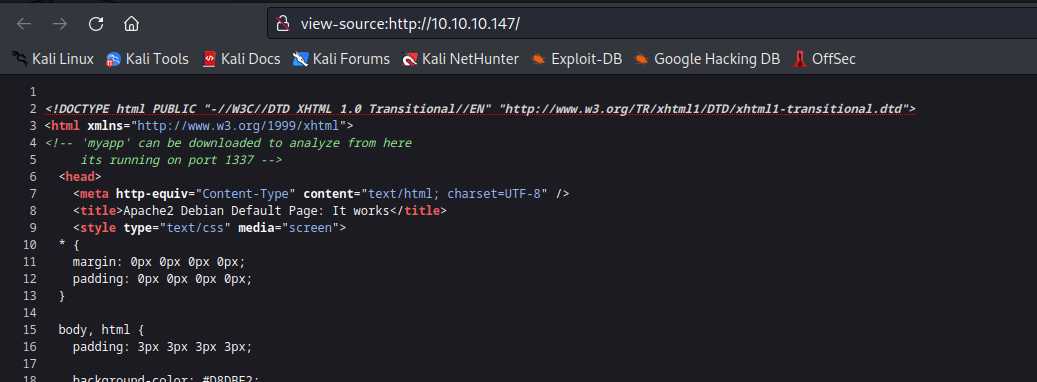 view-source:http://10.10.10.147/
Kali Linux Kali Tools Kali Docs Kali Forums Kali NetHunter Exploit-DB Google Hacking DB OffSec
1
2 <!DOCTYPE html PUBLIC "-//W3C//DTD XHTML 1.0 Transitional//EN" "http://www.w3.org/TR/xhtml1/DTD/xhtml1-transitional.dtd">
3 <html xmlns="http://www.w3.org/1999/xhtml">
4 <!-- 'myapp' can be downloaded to analyze from here
5 its running on port 1337 -->
6 <head>
7 <meta http-equiv="Content-Type" content="text/html; charset=UTF-8" />
8 <title>Apache2 Debian Default Page: It works</title>
9 <style type="text/css" media="screen">
10 * {
11 margin: 0px 0px 0px 0px;
12 padding: 0px 0px 0px 0px;
13 }
14
15 body, html {
16 padding: 3px 3px 3px 3px;
17
18 background-color: #D8DBE2;